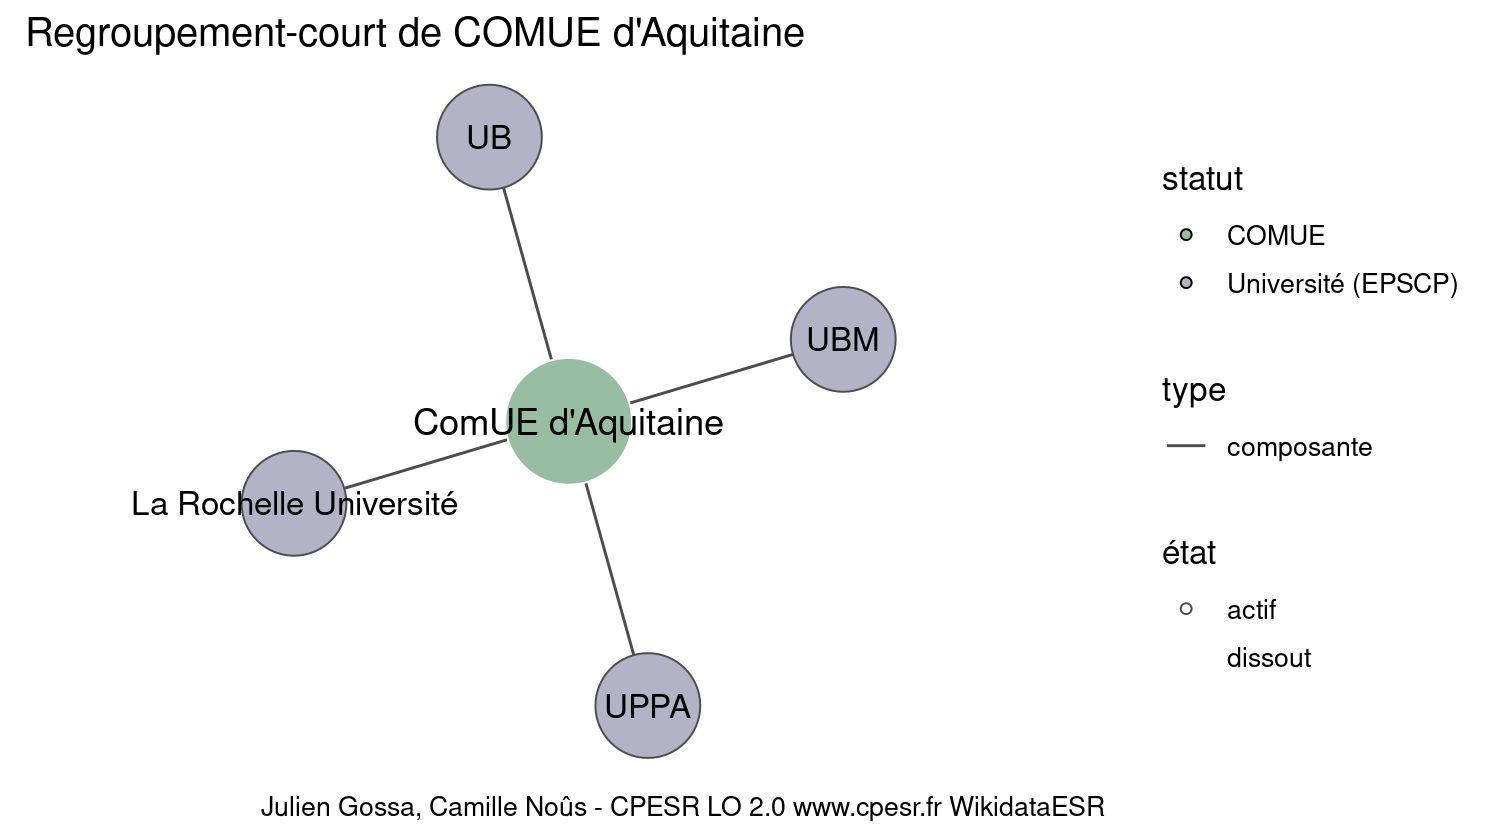 Regroupement-court de COMUE d'Aquitaine
UB
UBM
ComUE d'Aquitaine
La Rochelle Université
UPPA
statut
COMUE
Université (EPSCP)
type
composante
état
actif
dissout
Julien Gossa, Camille Noûs - CPESR LO 2.0 www.cpesr.fr WikidataESR